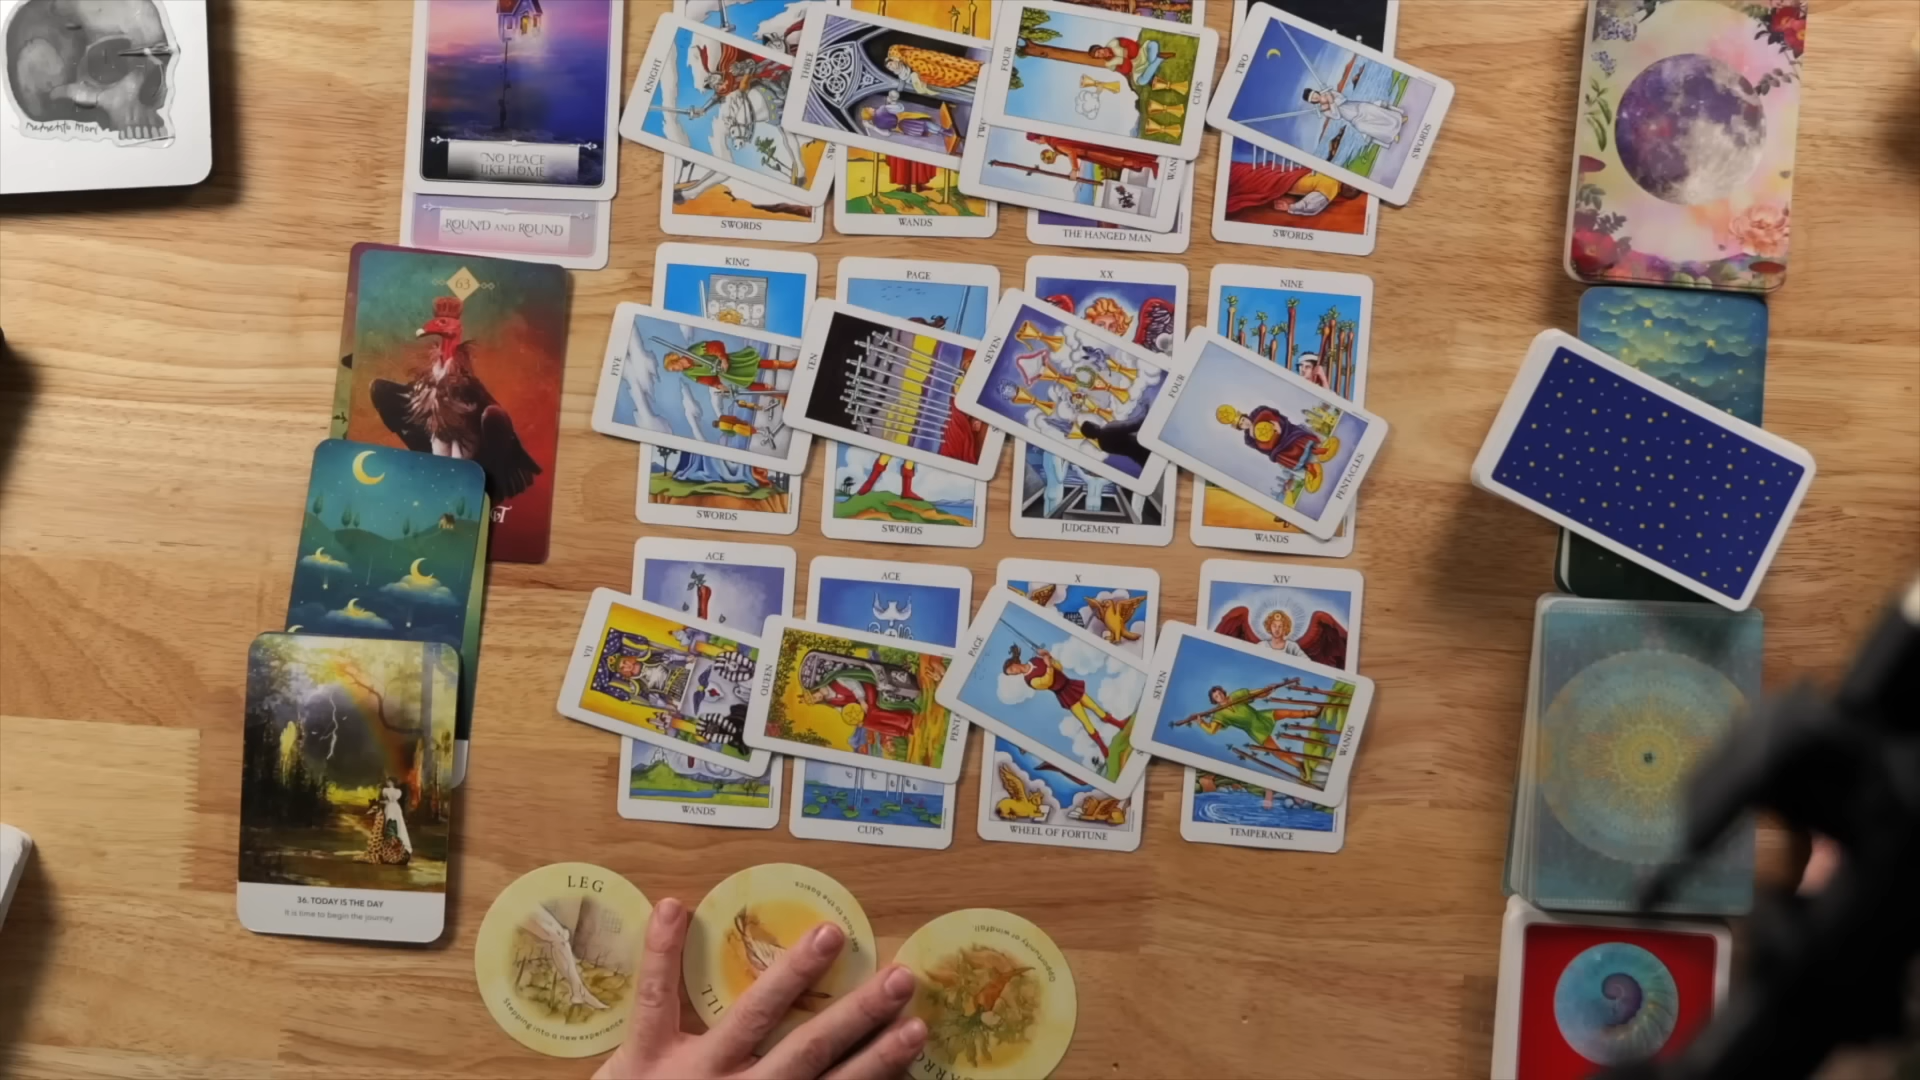 memento mori
NO PLACE
LIKE HOME
ROUND AND ROUND
KNIGHT
THREE
FOUR
CUPS
TWO
SWORDS
SWORDS
WANDS
THE HANGED MAN
SWORDS
63
KING
PAGE
XX
NINE
FIVE
TEN
SEVEN
FOUR
PENTACLES
SWORDS
SWORDS
JUDGEMENT
WANDS
ACE
ACE
X
XIV
VII
QUEEN
PAGE
SEVEN
WANDS
WANDS
CUPS
WHEEL OF FORTUNE
TEMPERANCE
36. TODAY IS THE DAY
It is time to begin the journey.
LEG
Stepping into a new experience
Opportunity or windfall